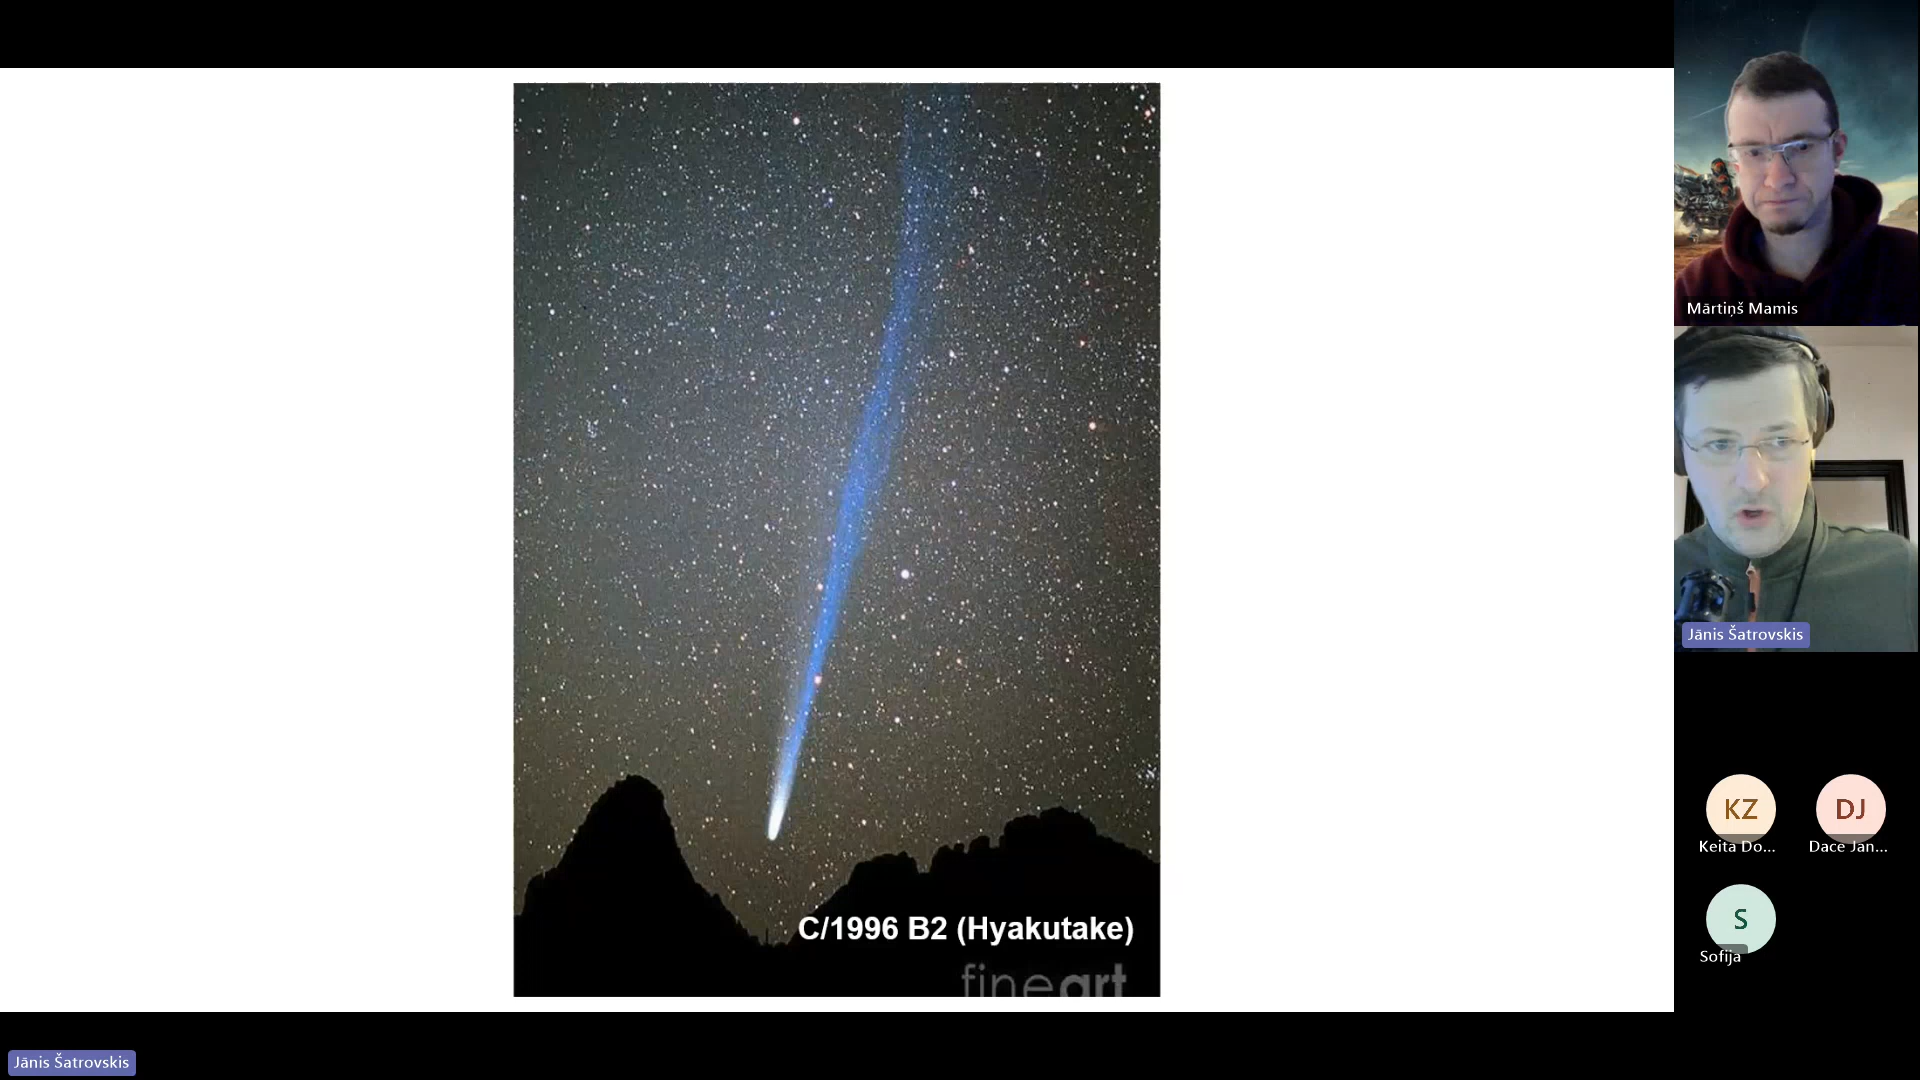 C/1996 B2 (Hyakutake)
fineart
Mārtiņš Mamis
Jānis Šatrovskis
KZ
Keita Do...
DJ
Dace Jan...
S
Sofija
Jānis Šatrovskis